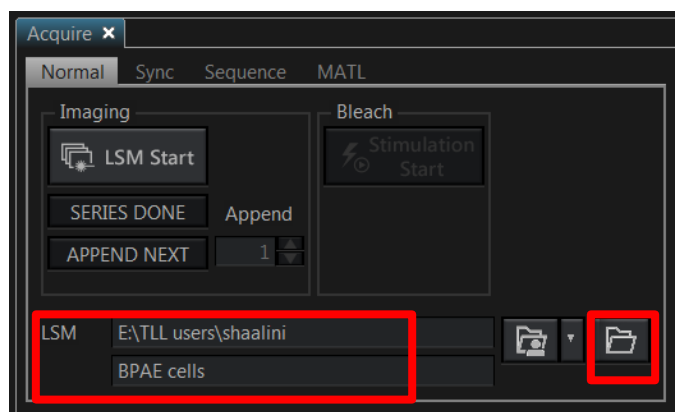 Acquire
Normal Sync Sequence MATL
Imaging Bleach
LSM Start Stimulation Start
SERIES DONE Append
APPEND NEXT 1
LSM E:\TLL users\shaalini
BPAE cells